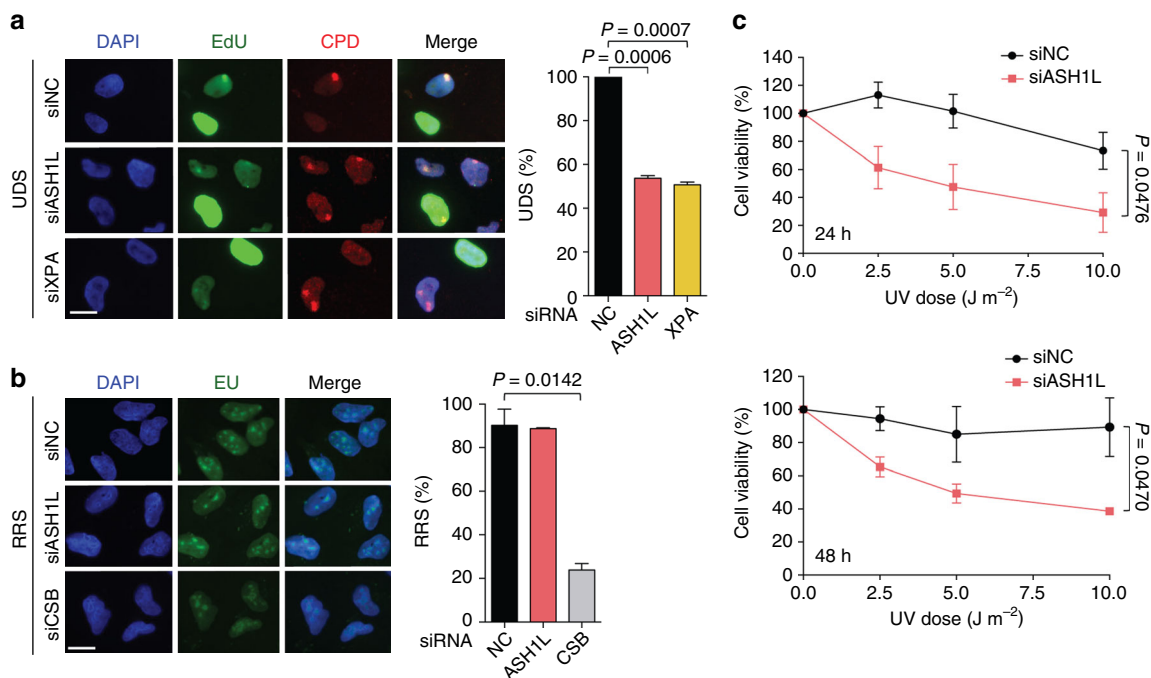 a
DAPI EdU CPD Merge
UDS
siNC
siASH1L
siXPA
P = 0.0007
P = 0.0006
UDS (%)
100
80
60
40
20
0
siRNA
NC ASH1L XPA
b
DAPI EU Merge
RRS
siNC
siASH1L
siCSB
P = 0.0142
RRS (%)
100
80
60
40
20
0
siRNA
NC ASH1L CSB
c
siNC
siASH1L
Cell viability (%)
140
120
100
80
60
40
20
0
24 h
P = 0.0476
0.0 2.5 5.0 7.5 10.0
UV dose (J m⁻²)
siNC
siASH1L
Cell viability (%)
120
100
80
60
40
20
0
48 h
P = 0.0470
0.0 2.5 5.0 7.5 10.0
UV dose (J m⁻²)